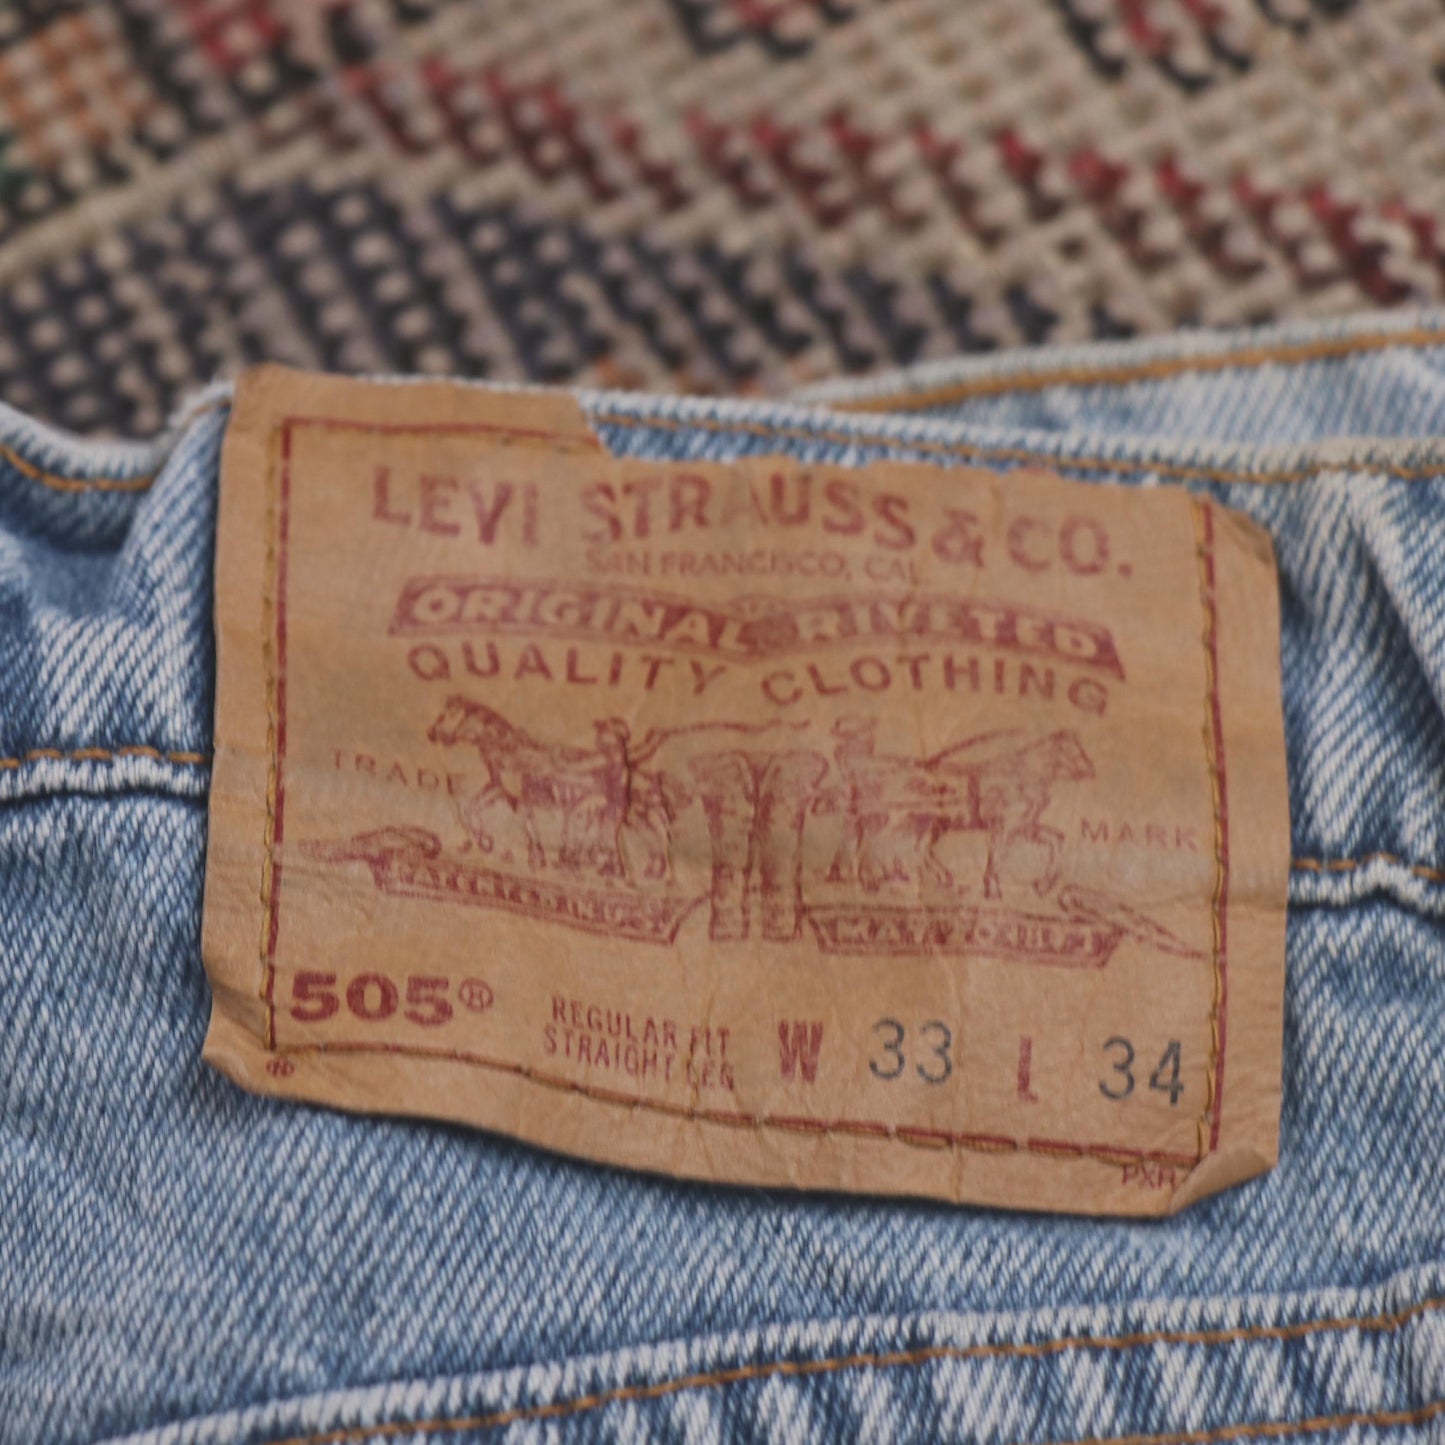 LEVI STRAUSS & CO.
SAN FRANCISCO, CAL
ORIGINAL RIVETED
QUALITY CLOTHING
TRADE MARK
505®
REGULAR FIT
STRAIGHT LEG
W 33 L 34
®